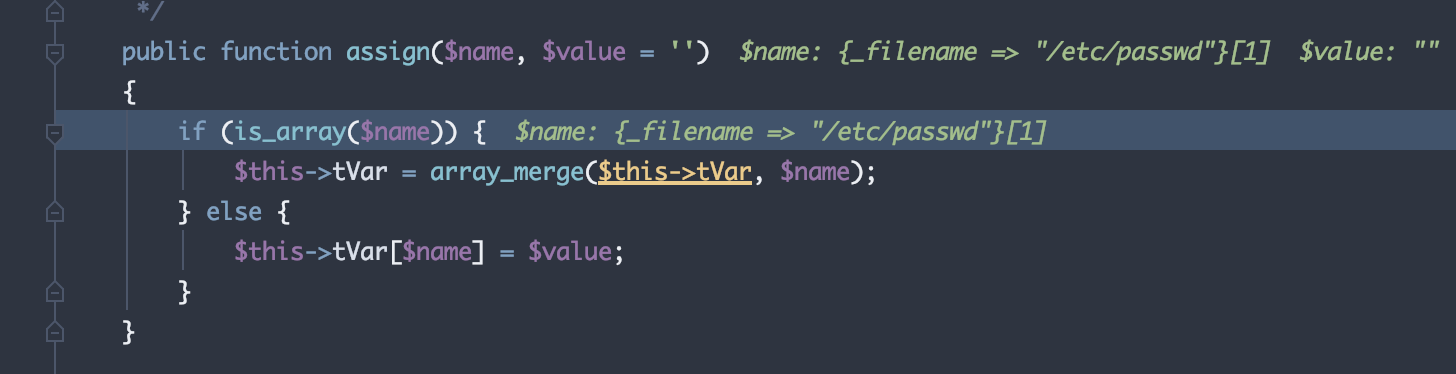 */
public function assign($name, $value = '') $name: {_filename => "/etc/passwd"}[1] $value: ""
{
if (is_array($name)) { $name: {_filename => "/etc/passwd"}[1]
$this->tVar = array_merge($this->tVar, $name);
} else {
$this->tVar[$name] = $value;
}
}